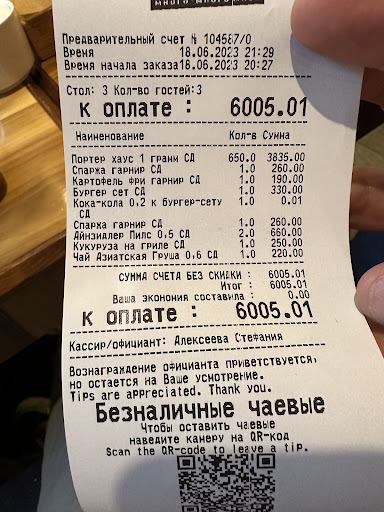 Предварительный счет № 104587/0
Время 18.06.2023 21:29
Время начала заказа18.06.2023 20:27
Стол: 3 Кол-во гостей:3
К оплате : 6005.01
Наименование Кол-в Сумма
Портер хаус 1 грамм СД 650.0 3835.00
Спаржа гарнир СД 1.0 260.00
Картофель фри гарнир СД 1.0 190.00
Бургер сет СД 1.0 330.00
Кока-кола 0,2 к бургер-сету 1.0 0.01
СД
Спаржа гарнир СД 1.0 260.00
Айнзидлер Пилс 0,5 СД 2.0 660.00
Кукуруза на гриле СД 1.0 250.00
Чай Азиатская Груша 0,6 СД 1.0 220.00
СУММА СЧЕТА БЕЗ СКИДКИ : 6005.01
Итог : 6005.01
Ваша экономия составила : 0.00
К оплате : 6005.01
Кассир/официант: Алексеева Стефания
Вознаграждение официанта приветствуется,
но остается на Ваше усмотрение.
Tips are appreciated. Thank you.
Безналичные чаевые
Чтобы оставить чаевые
наведите камеру на QR-код
Scan the QR-code to leave a tip.